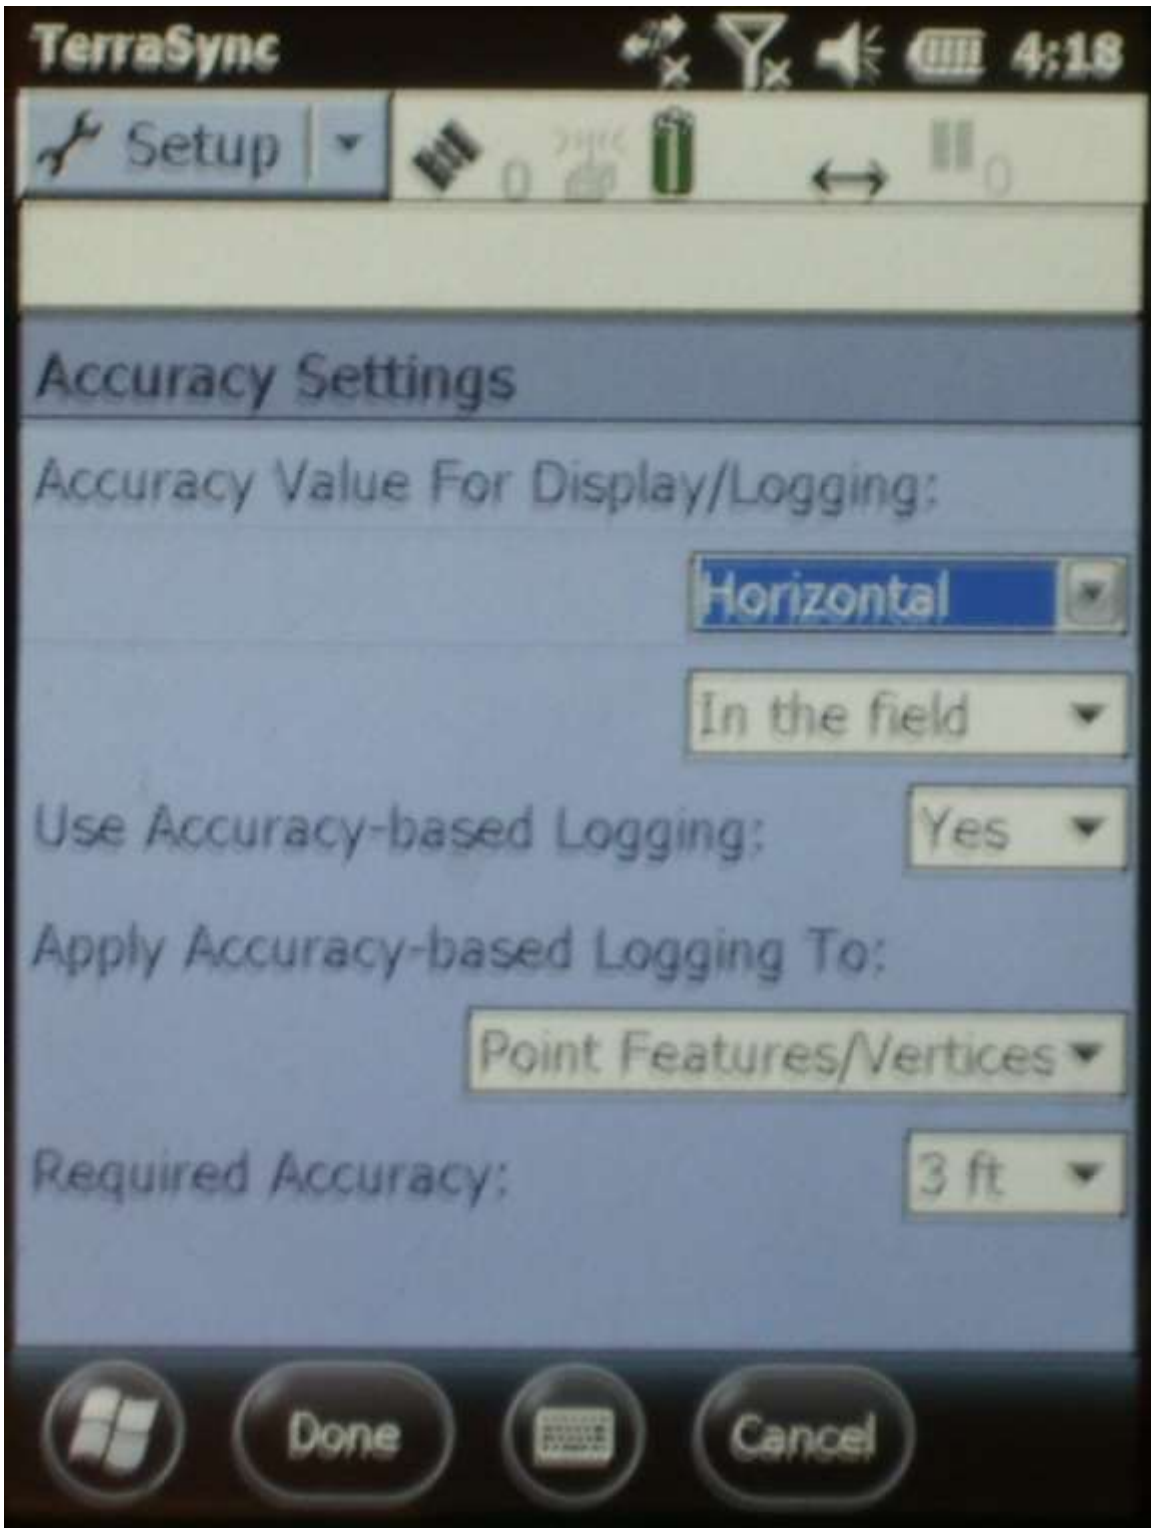 TerraSync 4:18
Setup 0 0
Accuracy Settings
Accuracy Value For Display/Logging:
Horizontal
In the field
Use Accuracy-based Logging: Yes
Apply Accuracy-based Logging To:
Point Features/Vertices
Required Accuracy: 3 ft
Done Cancel